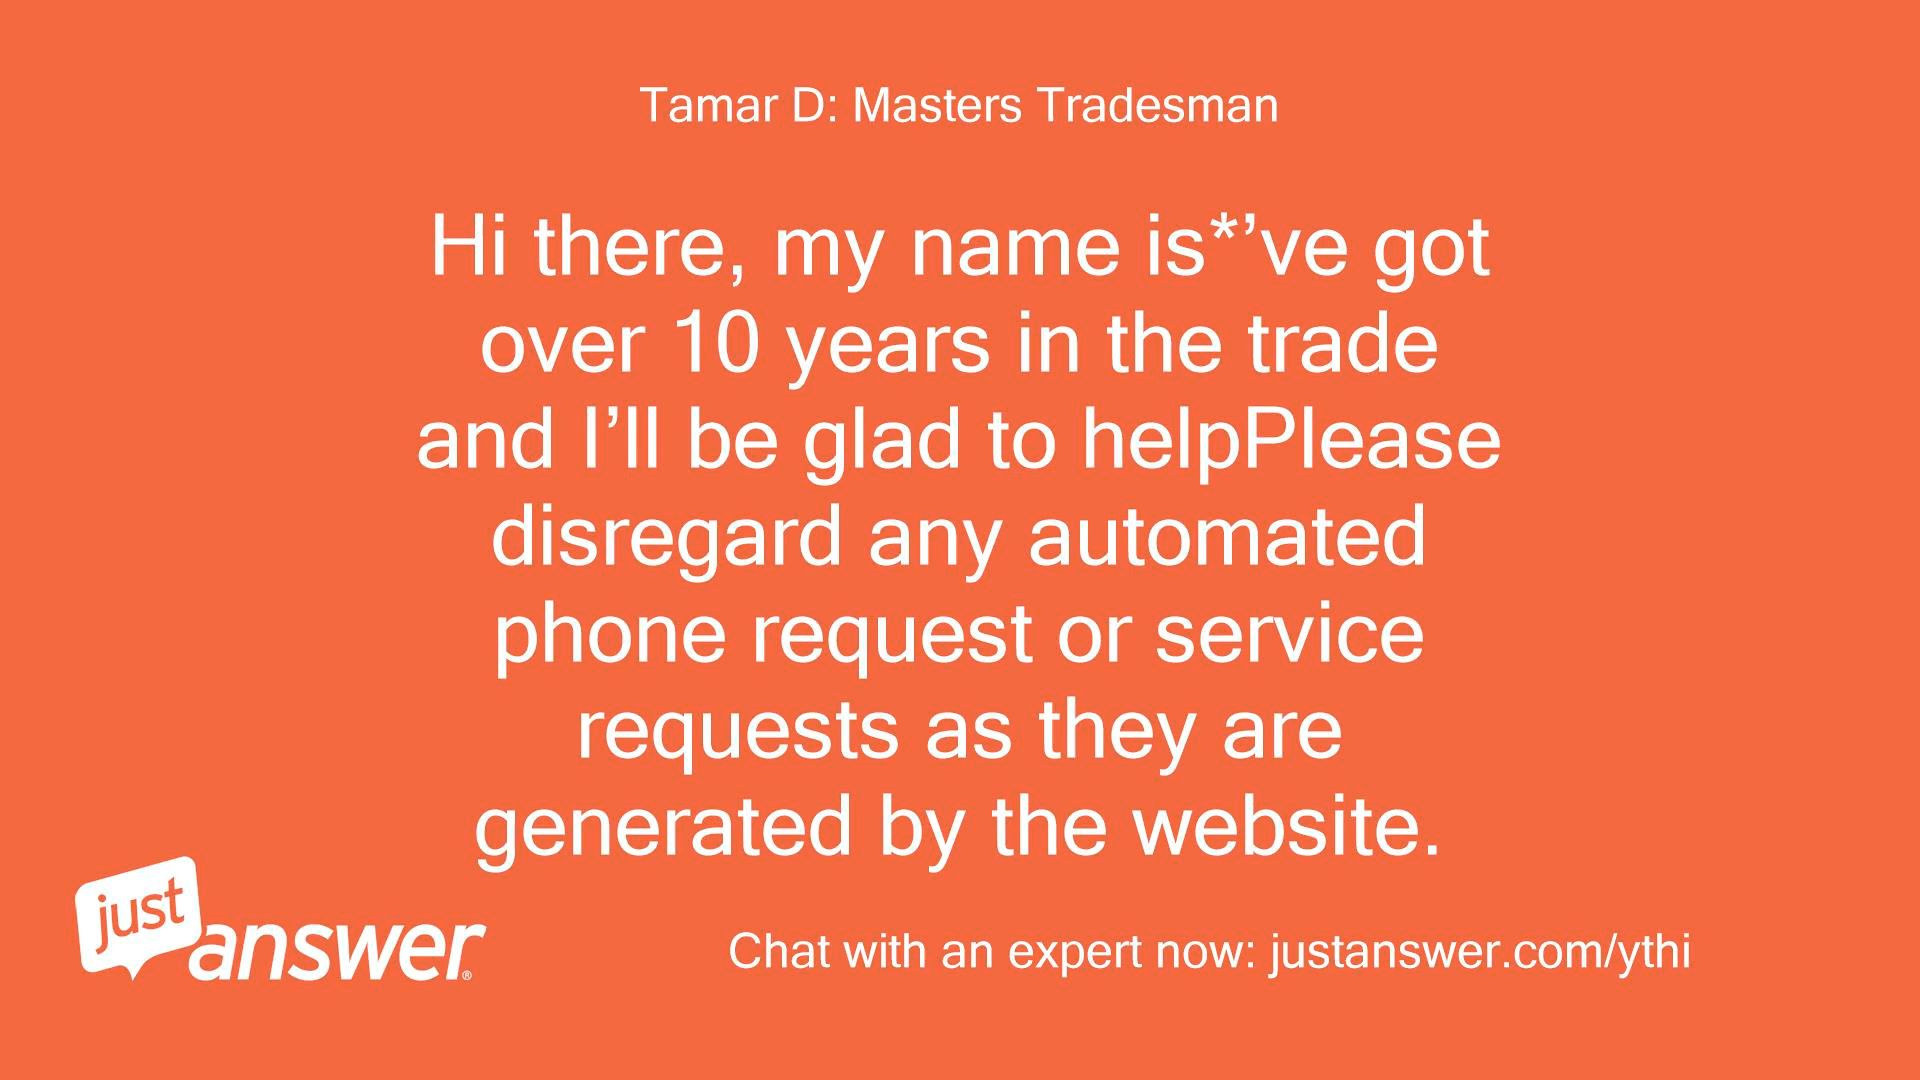 Tamar D: Masters Tradesman
Hi there, my name is*’ve got
over 10 years in the trade
and I’ll be glad to helpPlease
disregard any automated
phone request or service
requests as they are
generated by the website.
just
answer®
Chat with an expert now: justanswer.com/ythi